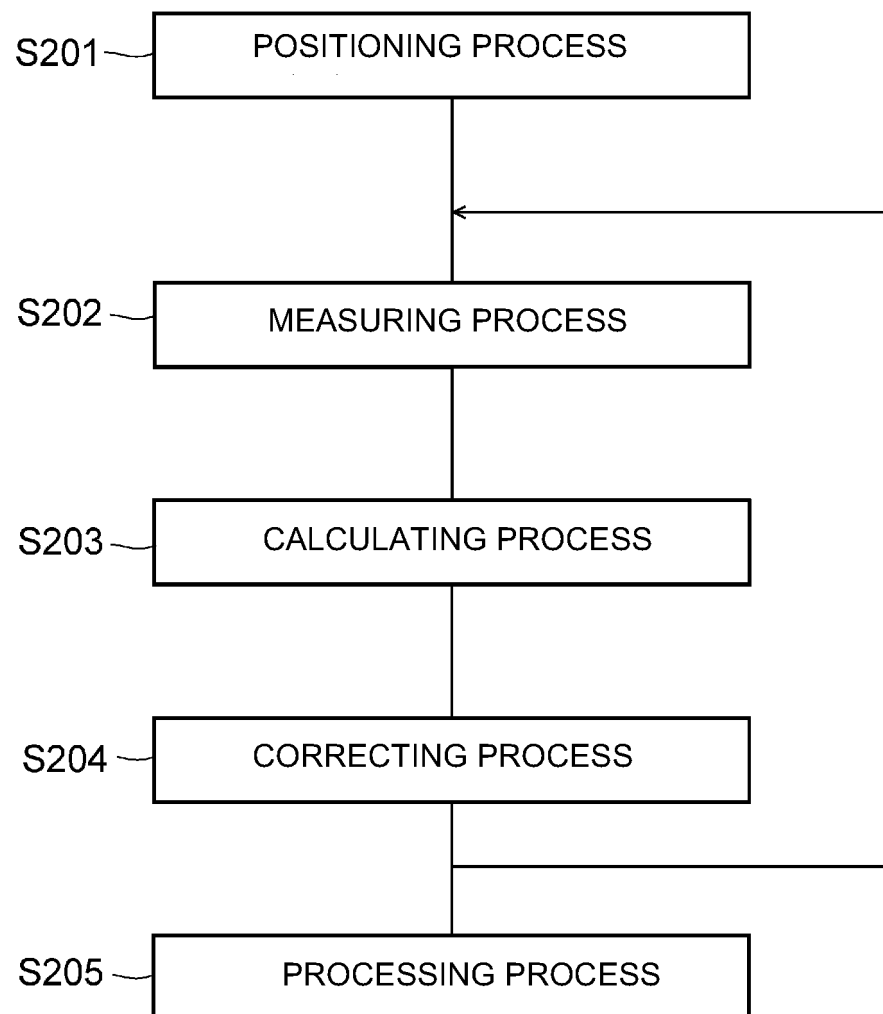 S201 POSITIONING PROCESS
S202 MEASURING PROCESS
S203 CALCULATING PROCESS
S204 CORRECTING PROCESS
S205 PROCESSING PROCESS